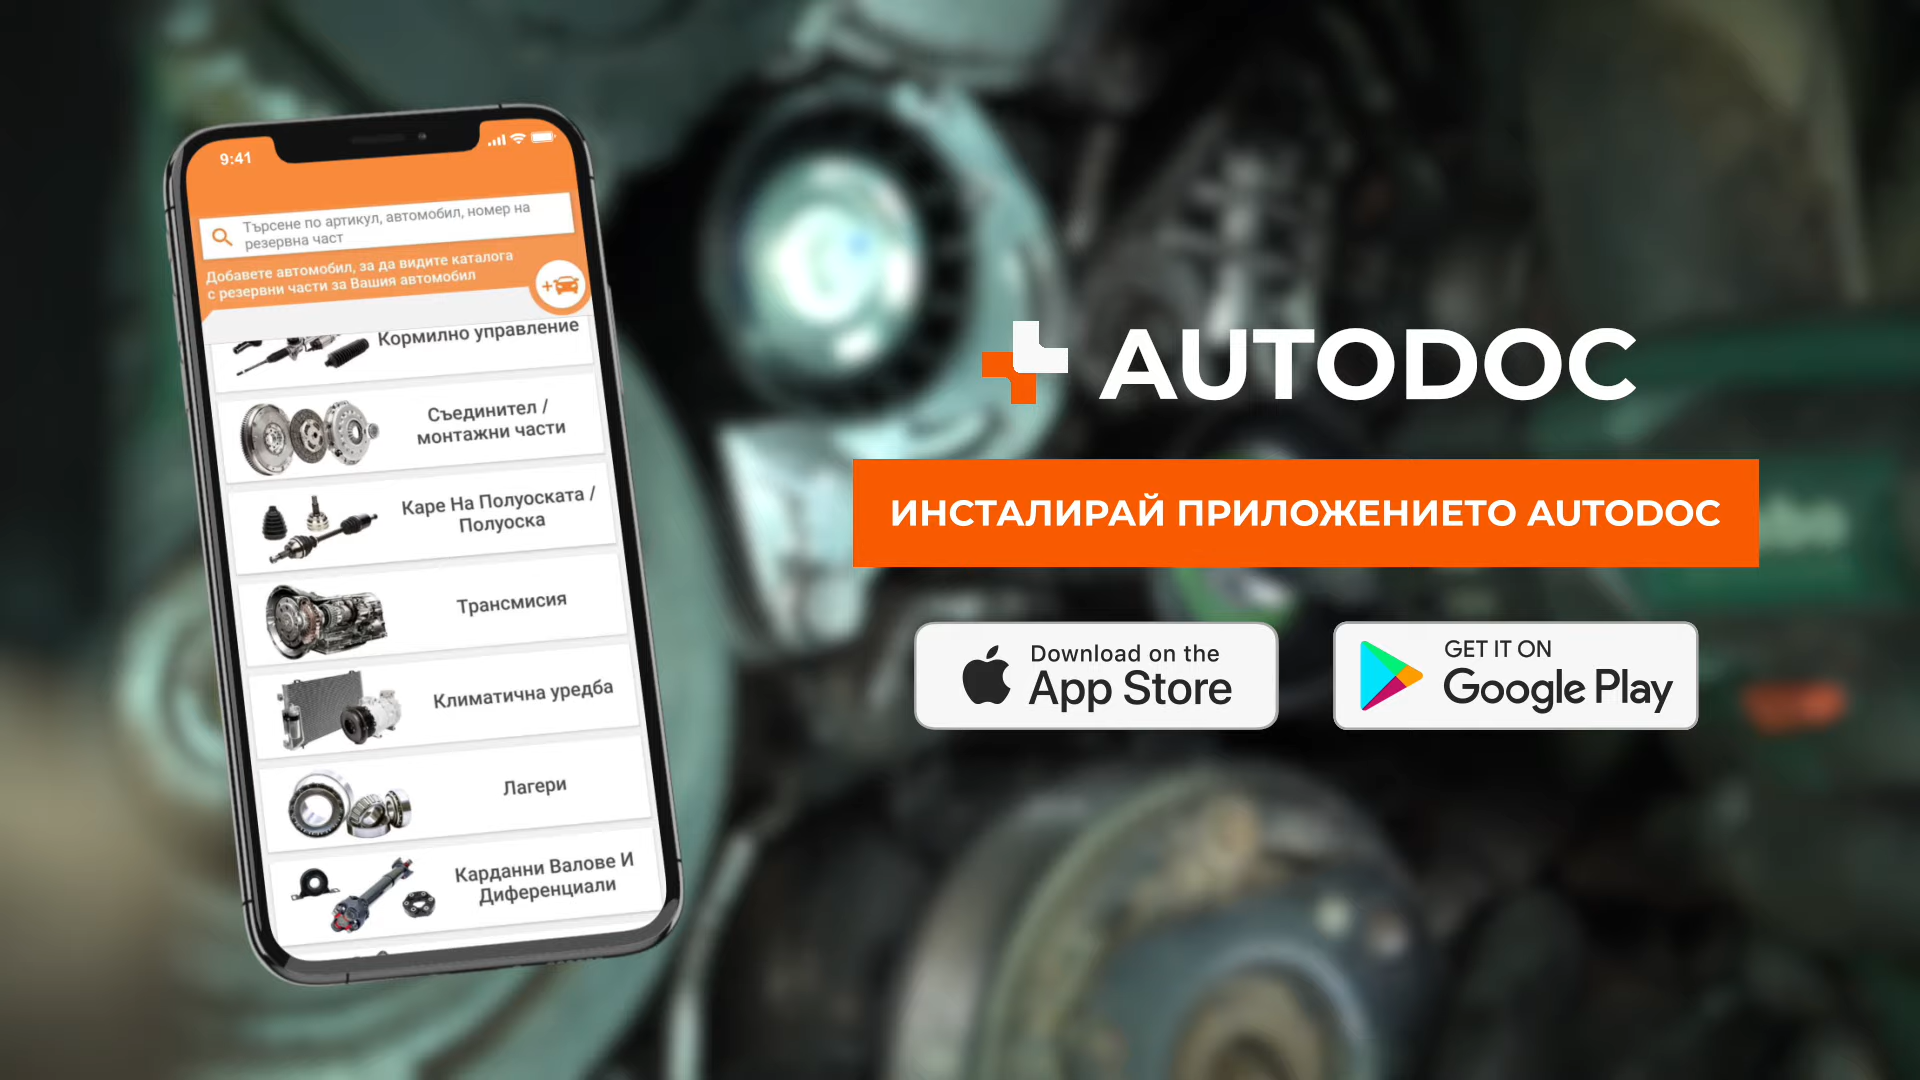 9:41
Търсене по артикул, автомобил, номер на
резервна част
Добавете автомобил, за да видите каталога
с резервни части за Вашия автомобил
Кормилно управление
Съединител /
монтажни части
Каре На Полуоската /
Полуоска
Трансмисия
Климатична уредба
Лагери
Карданни Валове И
Диференциали
AUTODOC
ИНСТАЛИРАЙ ПРИЛОЖЕНИЕТО AUTODOC
Download on the
App Store
GET IT ON
Google Play